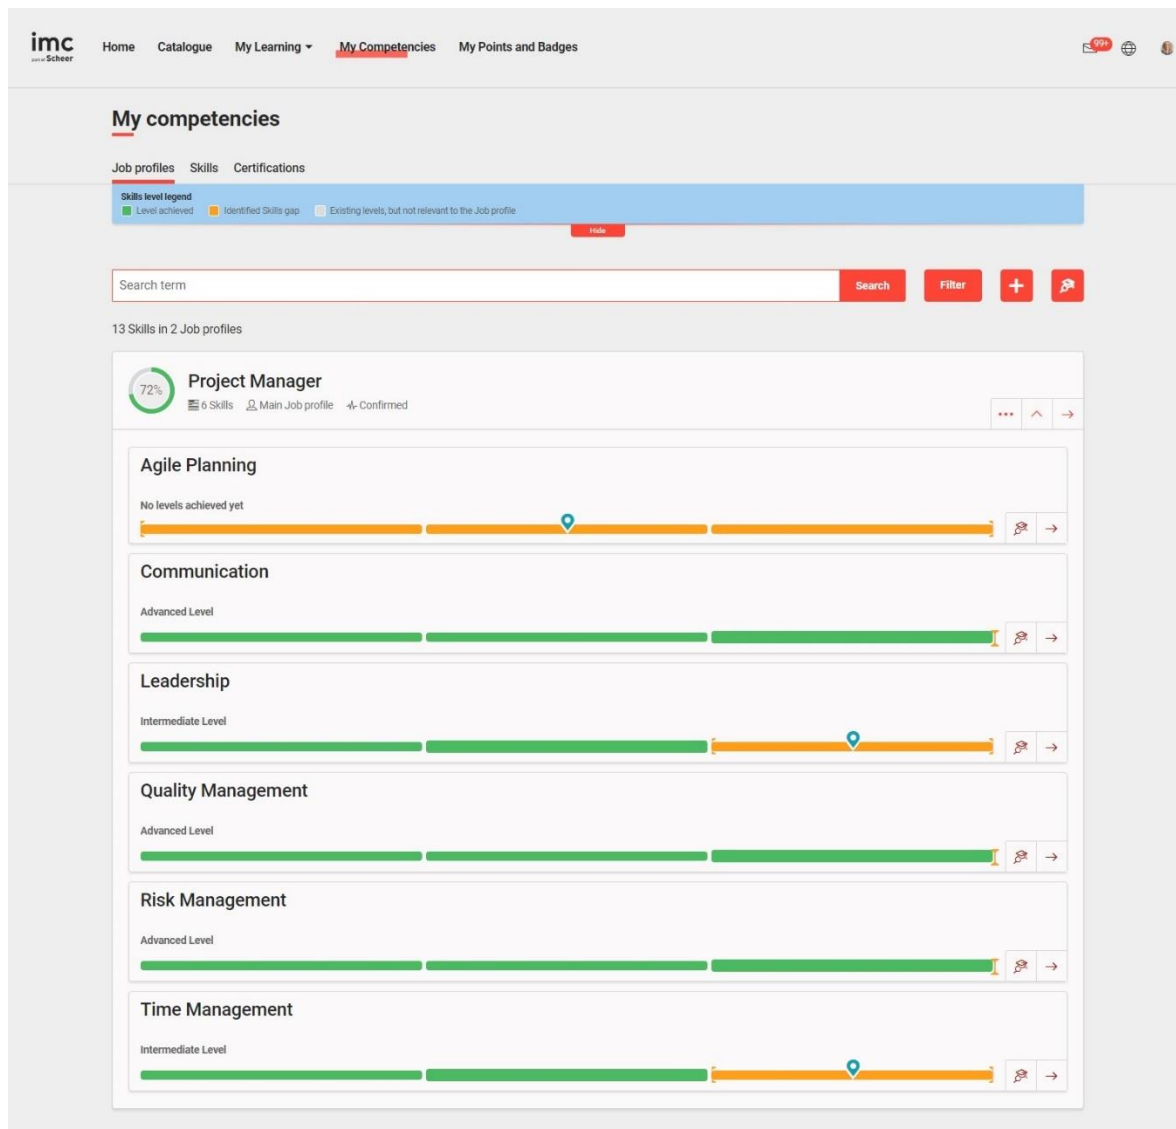 imc
part of Scheer
Home Catalogue My Learning My Competencies My Points and Badges
99+
My competencies
Job profiles Skills Certifications
Skills level legend
Level achieved Identified Skills gap Existing levels, but not relevant to the Job profile
Hide
Search term Search Filter
13 Skills in 2 Job profiles
72%
Project Manager
6 Skills Main Job profile Confirmed
Agile Planning
No levels achieved yet
Communication
Advanced Level
Leadership
Intermediate Level
Quality Management
Advanced Level
Risk Management
Advanced Level
Time Management
Intermediate Level